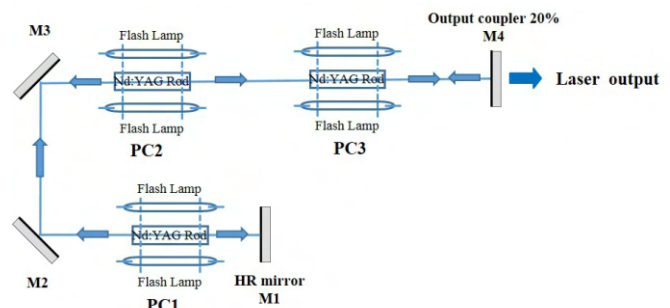 Output coupler 20%
M3
Flash Lamp
Flash Lamp
M4
Nd:YAG Rod
Nd:YAG Rod
Laser output
Flash Lamp
Flash Lamp
PC2
PC3
Flash Lamp
Nd:YAG Rod
M2
Flash Lamp
HR mirror
PC1
M1